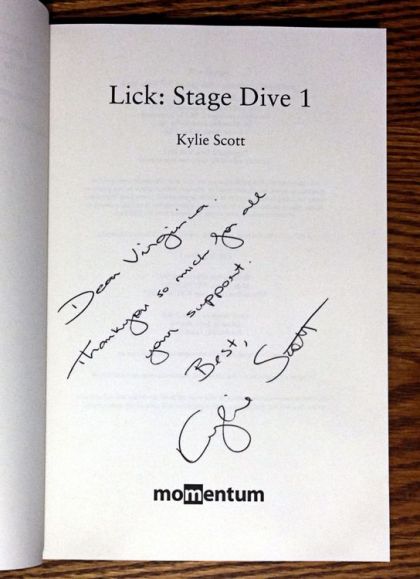 Lick: Stage Dive 1
Kylie Scott
Dear Virginia.
Thankyou so much for all
your support.
Best,
Kylie Scott
momentum